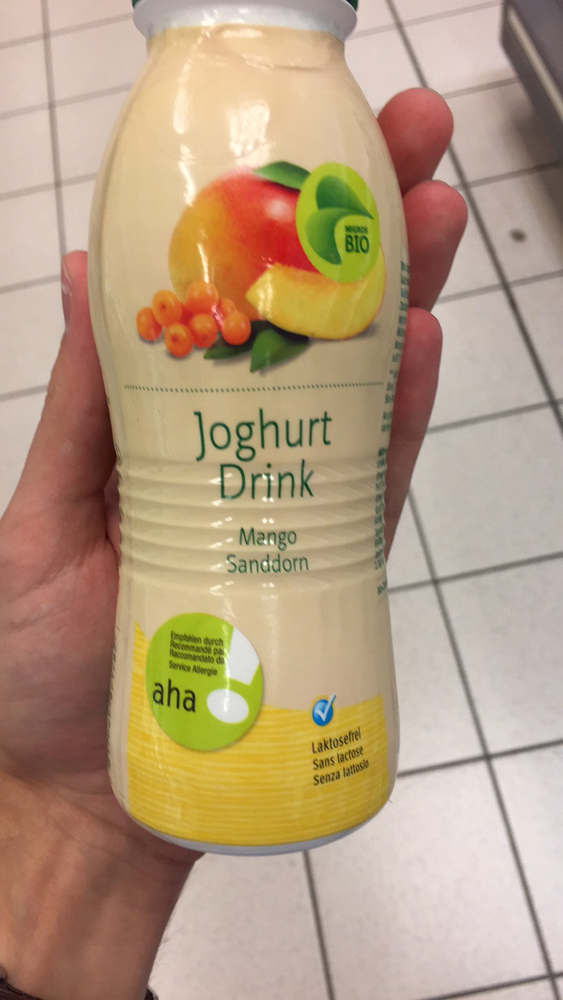 MIGROS
BIO
Joghurt
Drink
Mango
Sanddorn
Empfohlen durch
Recommandé par
Raccomandato da
Service Allergie
aha
Laktosefrei
Sans lactose
Senza lattosio